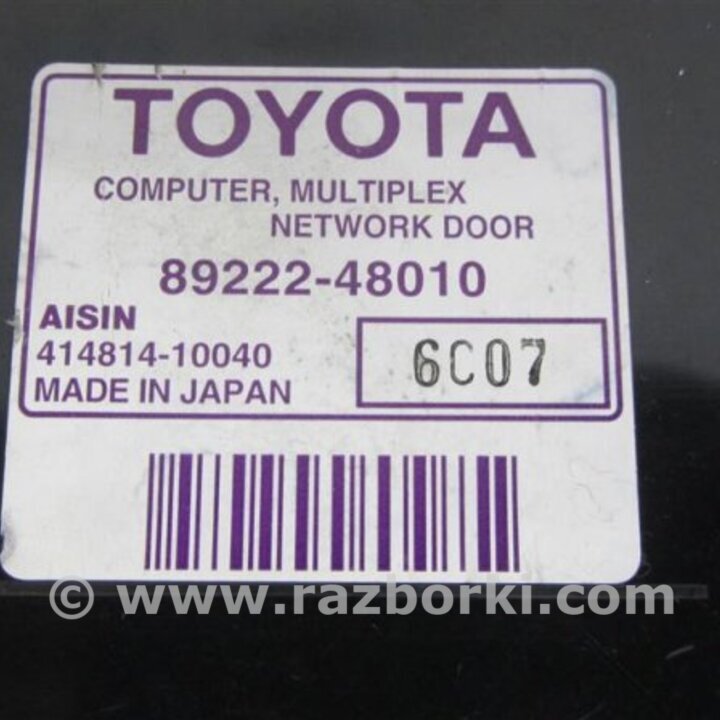 TOYOTA
COMPUTER, MULTIPLEX
NETWORK DOOR
89222-48010
AISIN
414814-10040
MADE IN JAPAN
6C07
© www.razborki.com